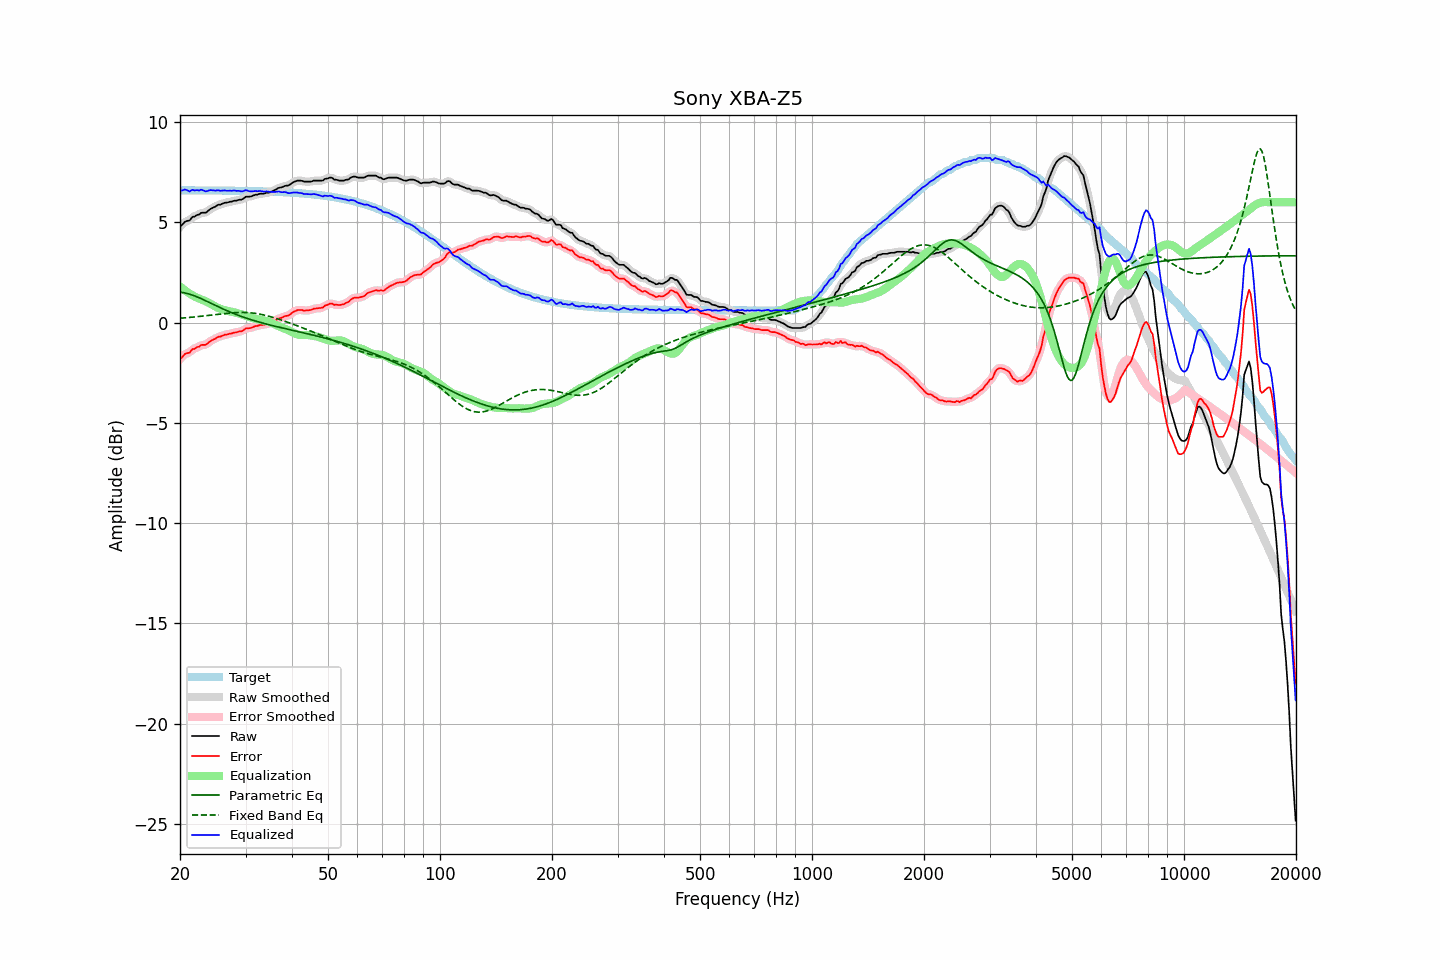 Sony XBA-Z5
Amplitude (dBr)
10
5
0
−5
−10
−15
−20
−25
Target
Raw Smoothed
Error Smoothed
Raw
Error
Equalization
Parametric Eq
Fixed Band Eq
Equalized
20 50 100 200 500 1000 2000 5000 10000 20000
Frequency (Hz)